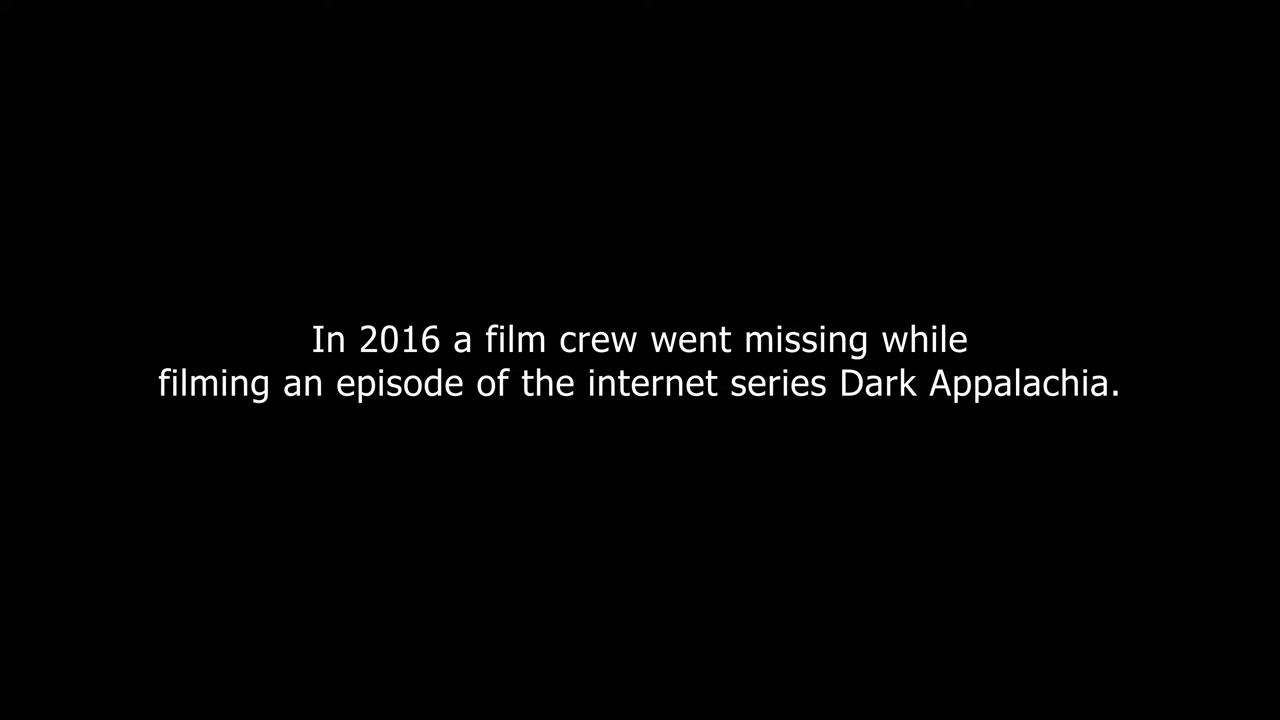 In 2016 a film crew went missing while
filming an episode of the internet series Dark Appalachia.